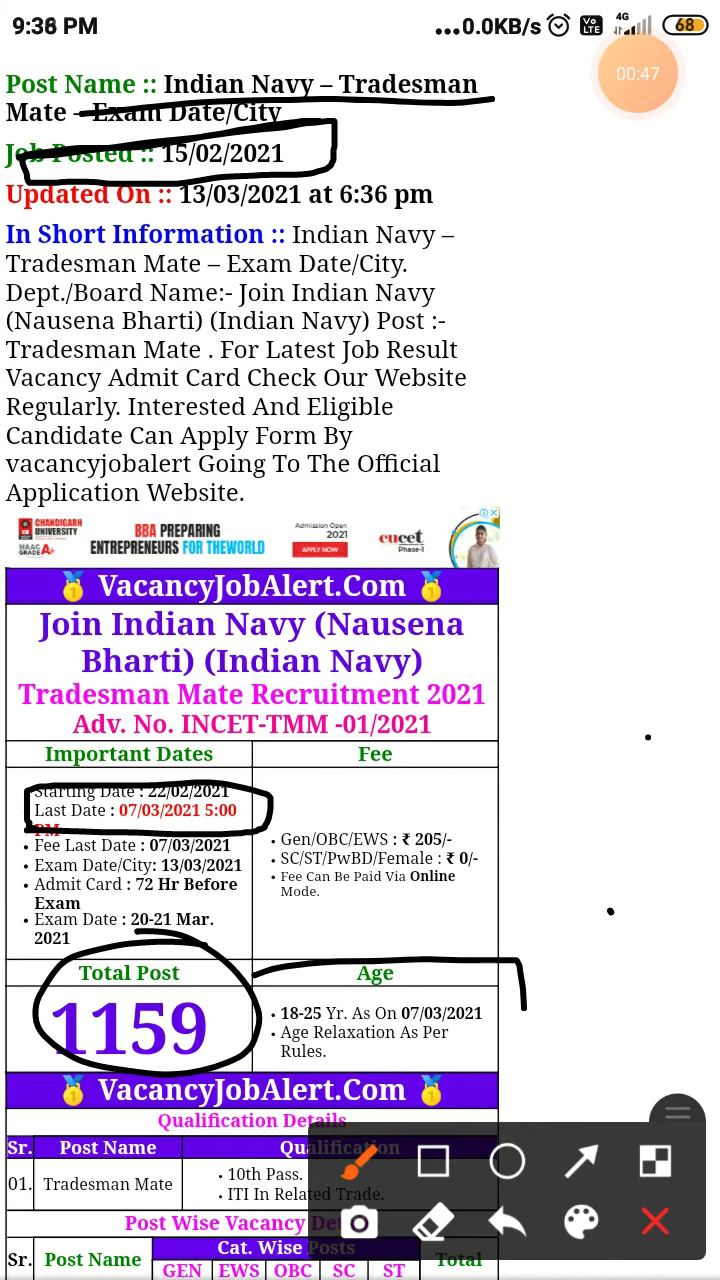 9:36 PM
...0.0KB/s Vo LTE 4G 68
00:47
Post Name :: Indian Navy – Tradesman
Mate – Exam Date/City
Job Posted :: 15/02/2021
Updated On :: 13/03/2021 at 6:36 pm
In Short Information :: Indian Navy –
Tradesman Mate – Exam Date/City.
Dept./Board Name:- Join Indian Navy
(Nausena Bharti) (Indian Navy) Post :-
Tradesman Mate . For Latest Job Result
Vacancy Admit Card Check Our Website
Regularly. Interested And Eligible
Candidate Can Apply Form By
vacancyjobalert Going To The Official
Application Website.
CHANDIGARH
UNIVERSITY
NAAC
GRADE A+
BBA PREPARING
ENTREPRENEURS FOR THEWORLD
Admission Open
2021
APPLY NOW
cucet
Phase-1
VacancyJobAlert.Com
Join Indian Navy (Nausena
Bharti) (Indian Navy)
Tradesman Mate Recruitment 2021
Adv. No. INCET-TMM -01/2021
Important Dates
Starting Date : 22/02/2021
Last Date : 07/03/2021 5:00
PM
• Fee Last Date : 07/03/2021
• Exam Date/City: 13/03/2021
• Admit Card : 72 Hr Before
Exam
• Exam Date : 20-21 Mar.
2021
Fee
• Gen/OBC/EWS : ₹ 205/-
• SC/ST/PwBD/Female : ₹ 0/-
• Fee Can Be Paid Via Online
Mode.
Total Post
1159
Age
• 18-25 Yr. As On 07/03/2021
• Age Relaxation As Per
Rules.
VacancyJobAlert.Com
Qualification Details
Sr. Post Name Qualification
01. Tradesman Mate
• 10th Pass.
• ITI In Related Trade.
Post Wise Vacancy Details
Sr. Post Name Cat. Wise Posts Total
GEN EWS OBC SC ST